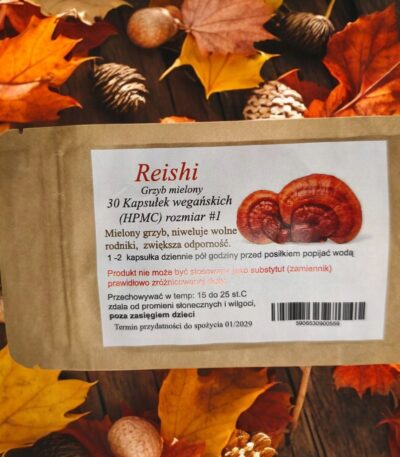 Reishi
Grzyb mielony
30 Kapsułek wegańskich
(HPMC) rozmiar #1
Mielony grzyb, niweluje wolne
rodniki, zwiększa odporność.
1 -2 kapsułka dziennie pół godziny przed posiłkiem popijać wodą
Produkt nie może być stosowany jako substytut (zamiennik)
prawidłowo zróżnicowanej
Przechowywać w temp: 15 do 25 st.C
zdala od promieni słonecznych i wilgoci,
poza zasięgiem dzieci
Termin przydatności do spożycia 01/2029
5906530900559